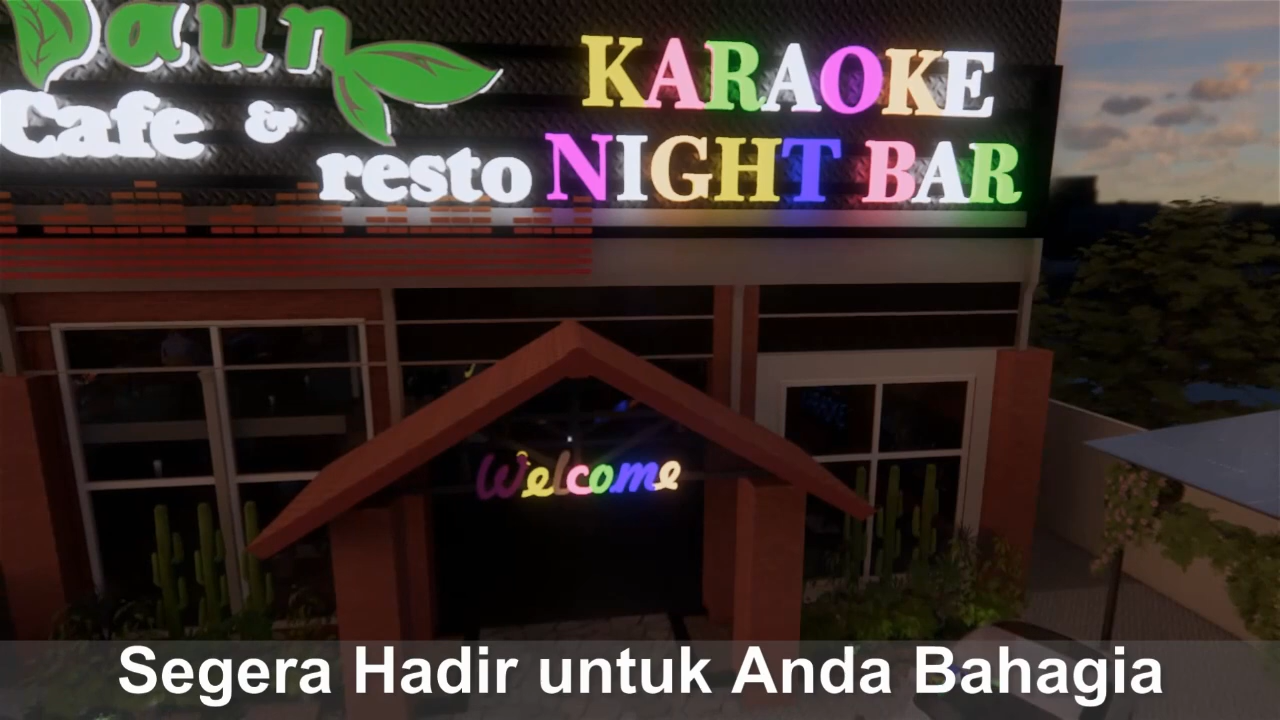 Daun
Cafe &
resto
KARAOKE
NIGHT BAR
Welcome
Segera Hadir untuk Anda Bahagia